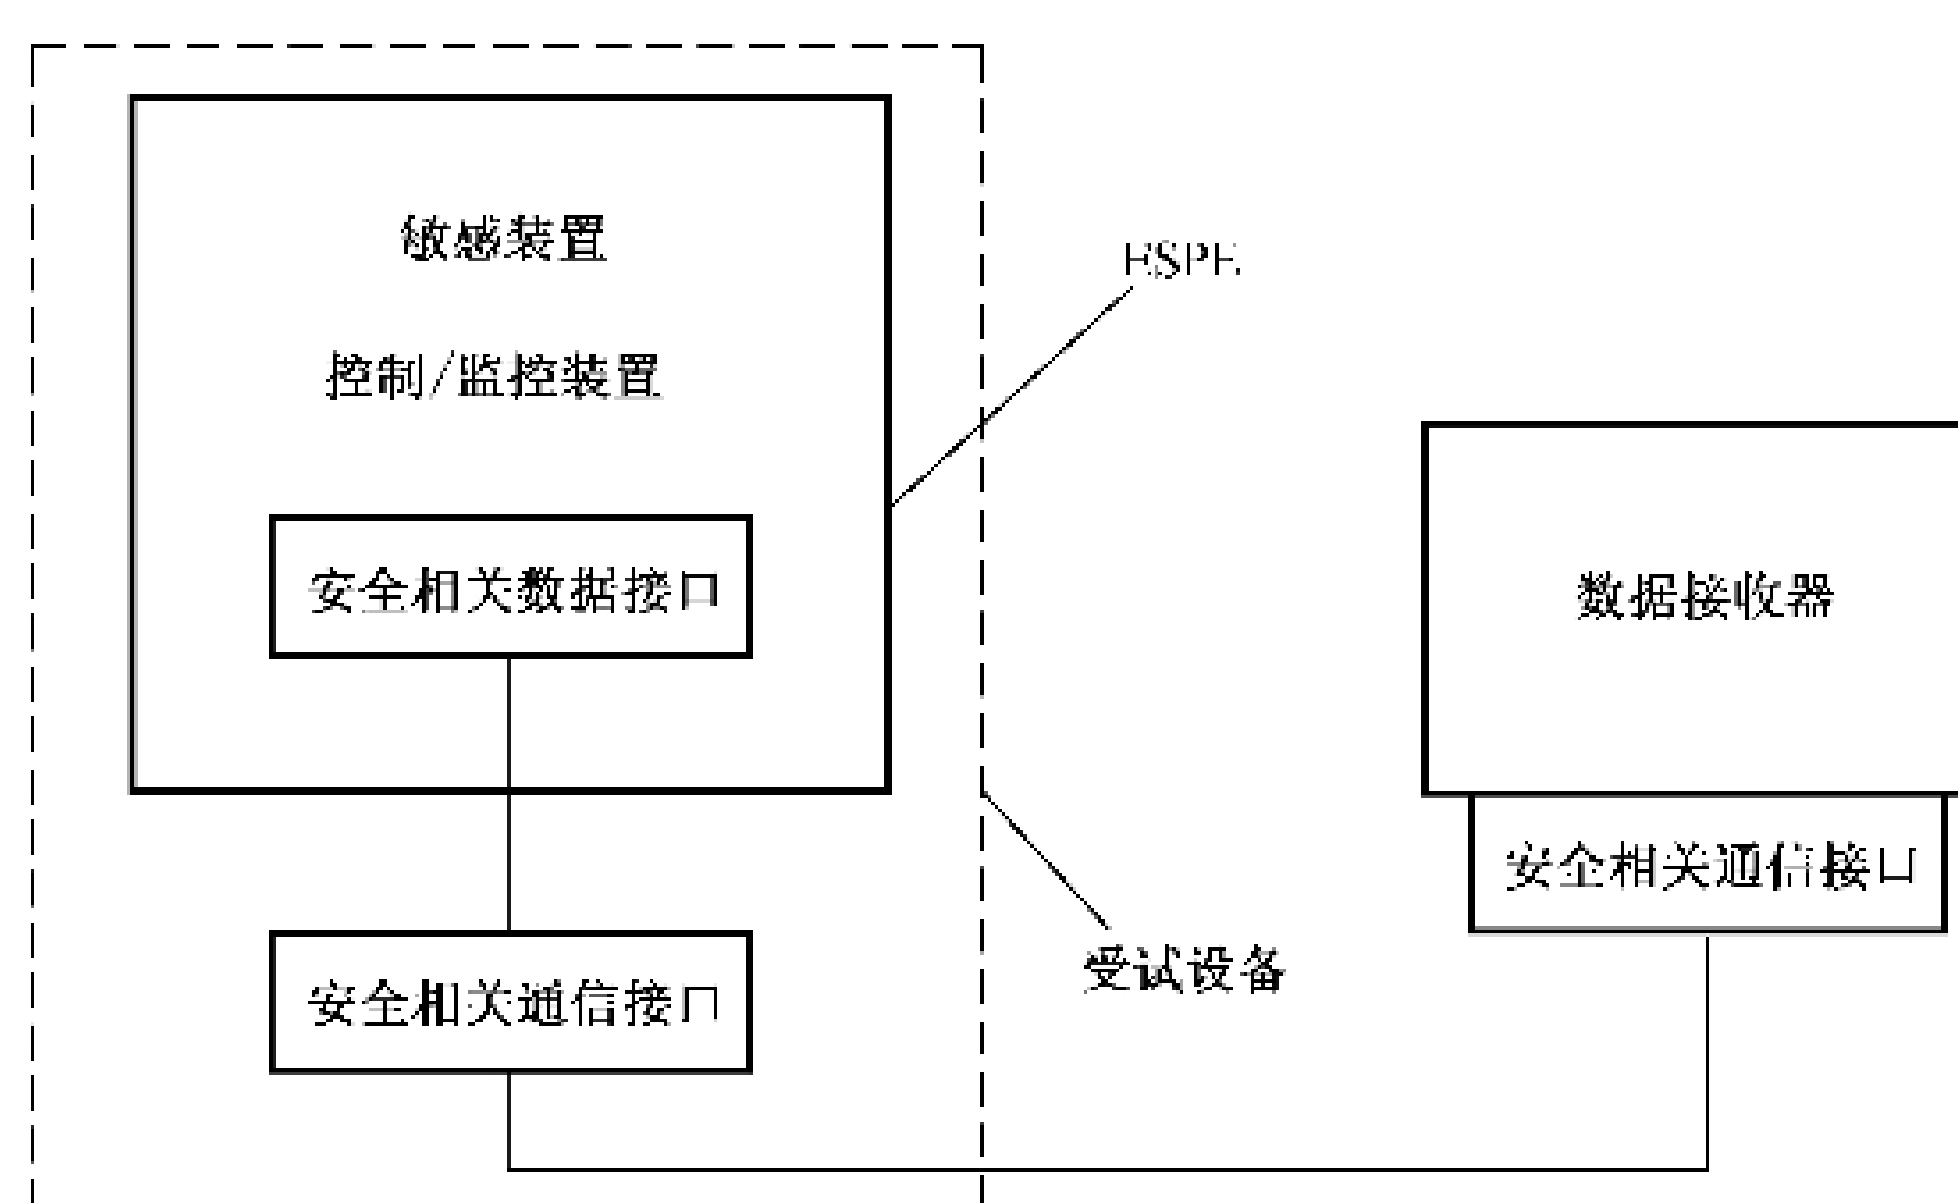 敏感装置
ESPE
控制/监控装置
安全相关数据接口
数据接收器
安全相关通信接口
受试设备
安全相关通信接口